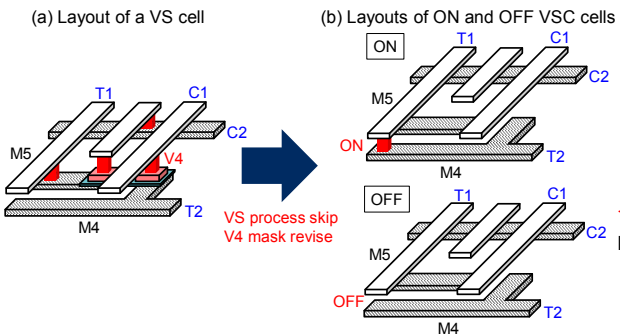 (a) Layout of a VS cell
T1
C1
C2
M5
V4
T2
M4
VS process skip
V4 mask revise
(b) Layouts of ON and OFF VSC cells
ON
T1
C1
C2
M5
ON
T2
M4
OFF
T1
C1
C2
M5
OFF
T2
M4